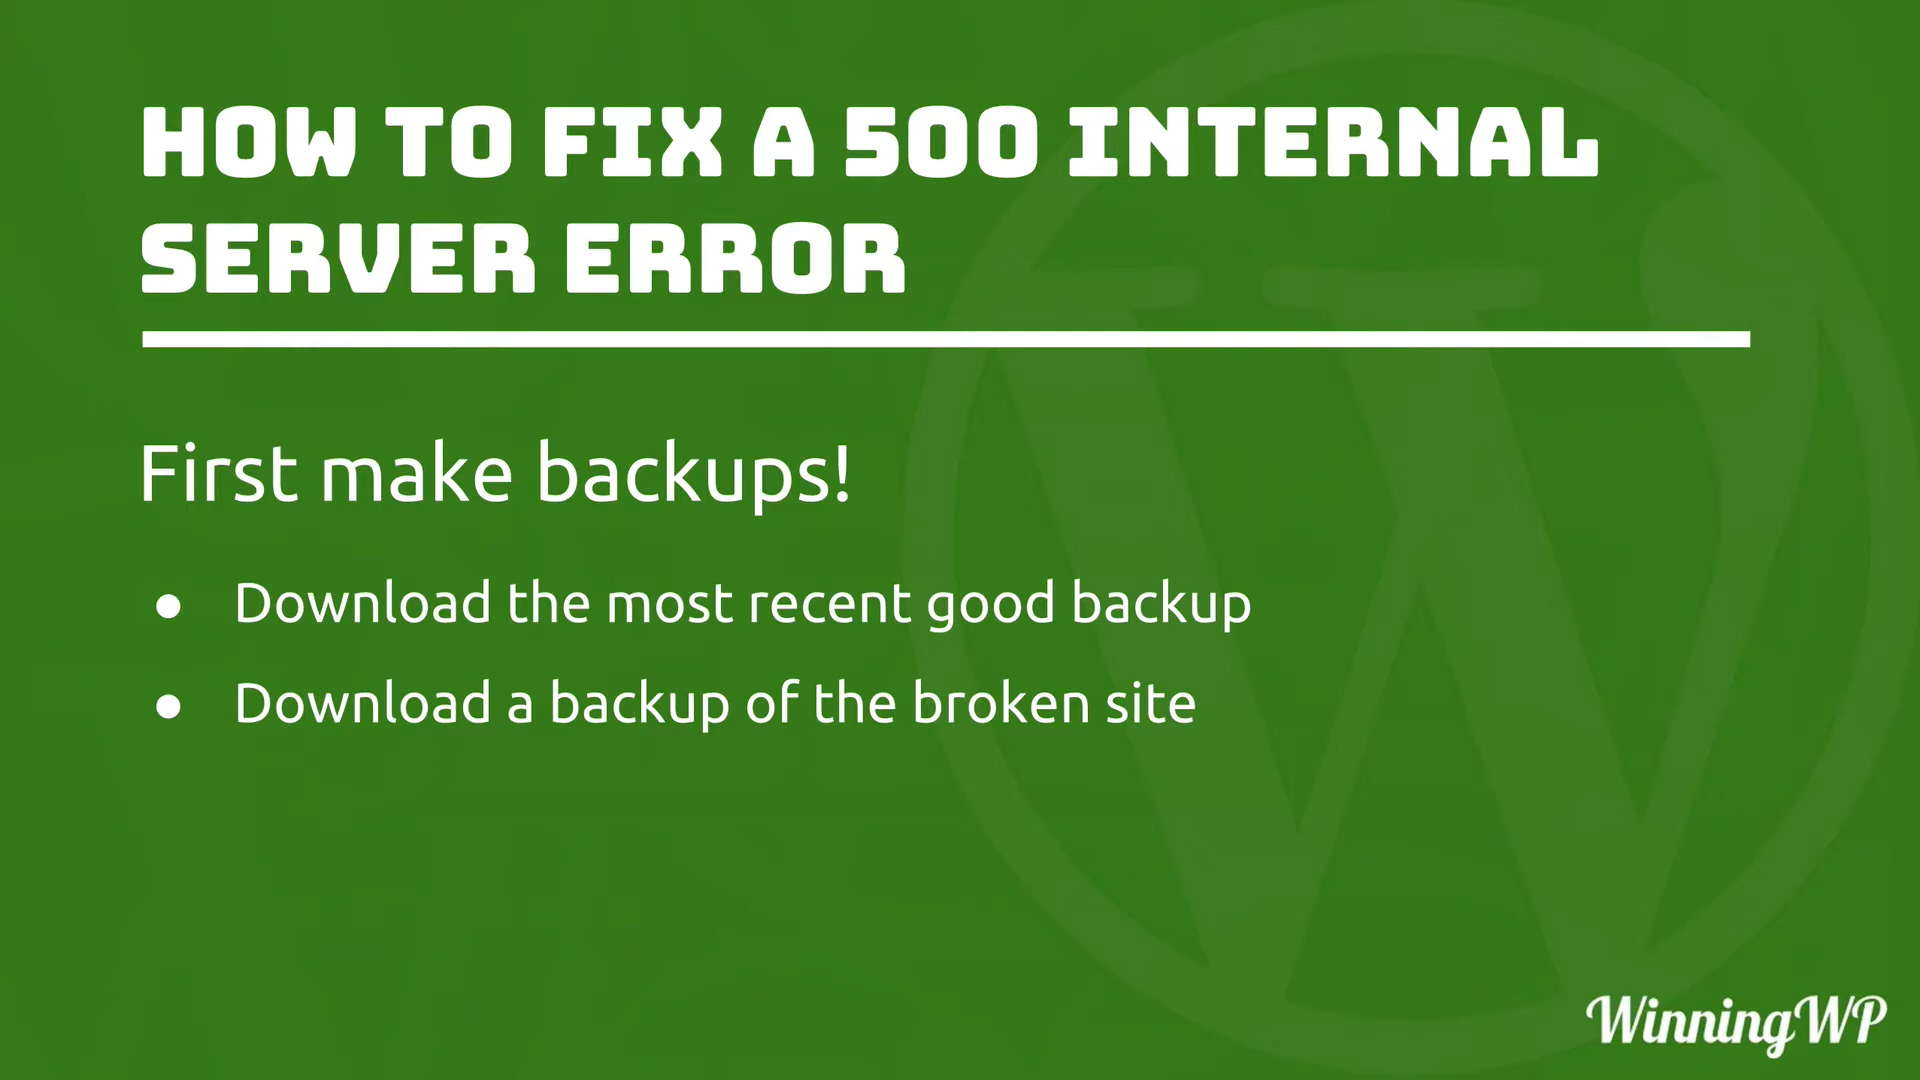 HOW TO FIX A 500 INTERNAL
SERVER ERROR
First make backups!
● Download the most recent good backup
● Download a backup of the broken site
WinningWP